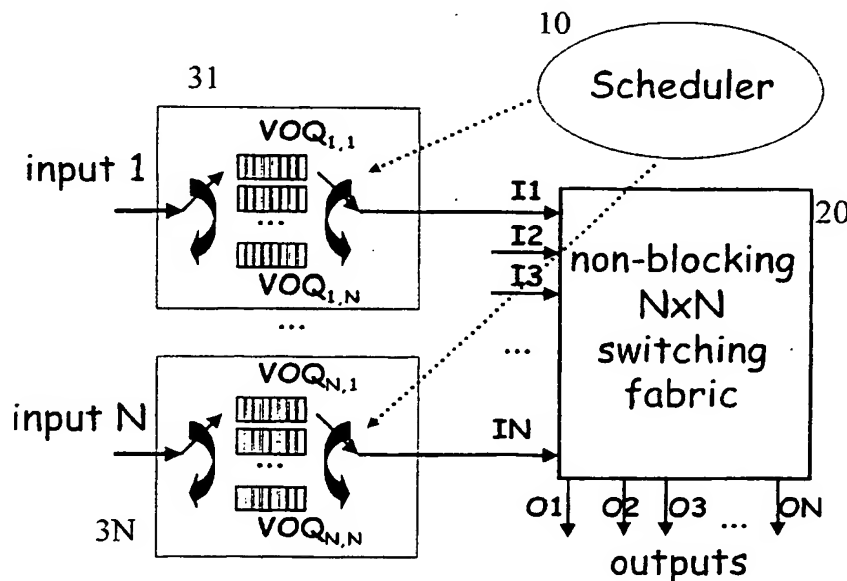 10
31
Scheduler
VOQ1,1
input 1
...
VOQ1,N
I1
20
I2
I3
non-blocking
NxN
switching
fabric
...
...
VOQN,1
input N
...
VOQN,N
IN
3N
O1 O2 O3 ... ON
outputs